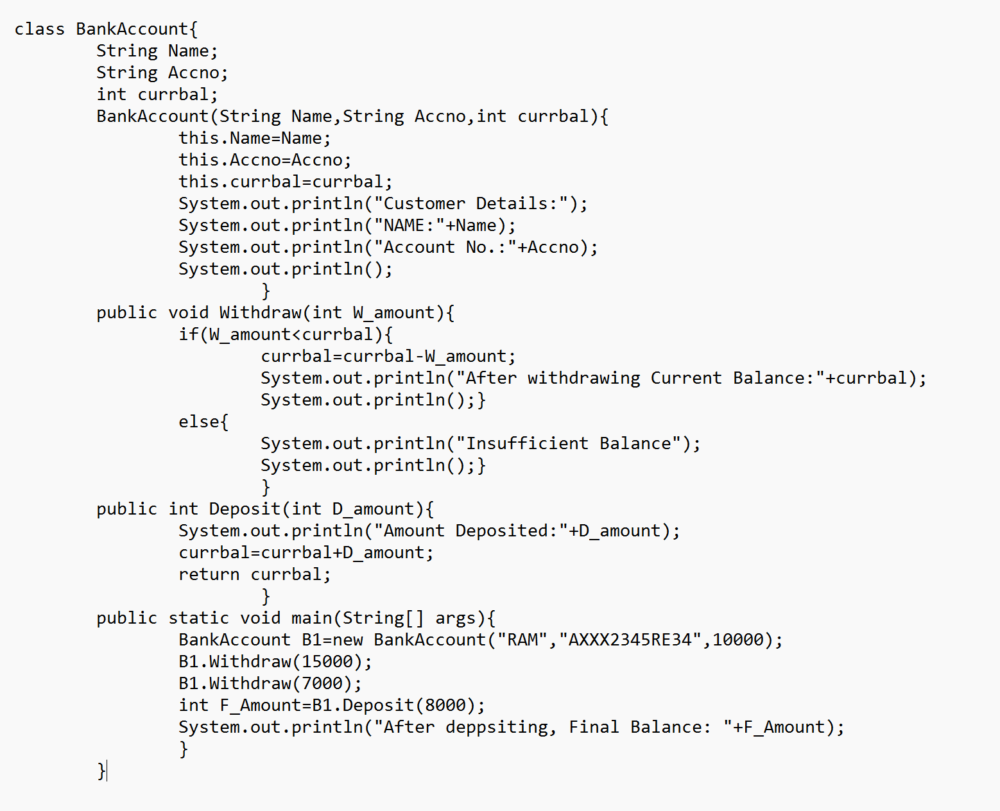 class BankAccount{
String Name;
String Accno;
int currbal;
BankAccount(String Name,String Accno,int currbal){
this.Name=Name;
this.Accno=Accno;
this.currbal=currbal;
System.out.println("Customer Details:");
System.out.println("NAME:"+Name);
System.out.println("Account No.:"+Accno);
System.out.println();
}
public void Withdraw(int W_amount){
if(W_amount<currbal){
currbal=currbal-W_amount;
System.out.println("After withdrawing Current Balance:"+currbal);
System.out.println();}
else{
System.out.println("Insufficient Balance");
System.out.println();}
}
public int Deposit(int D_amount){
System.out.println("Amount Deposited:"+D_amount);
currbal=currbal+D_amount;
return currbal;
}
public static void main(String[] args){
BankAccount B1=new BankAccount("RAM","AXXX2345RE34",10000);
B1.Withdraw(15000);
B1.Withdraw(7000);
int F_Amount=B1.Deposit(8000);
System.out.println("After deppsiting, Final Balance: "+F_Amount);
}
}